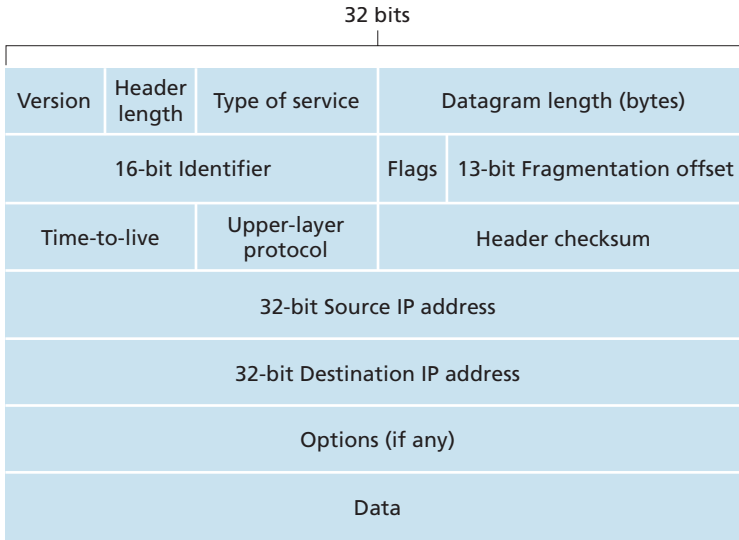 32 bits
Version
Header
length
Type of service
Datagram length (bytes)
16-bit Identifier
Flags
13-bit Fragmentation offset
Time-to-live
Upper-layer
protocol
Header checksum
32-bit Source IP address
32-bit Destination IP address
Options (if any)
Data